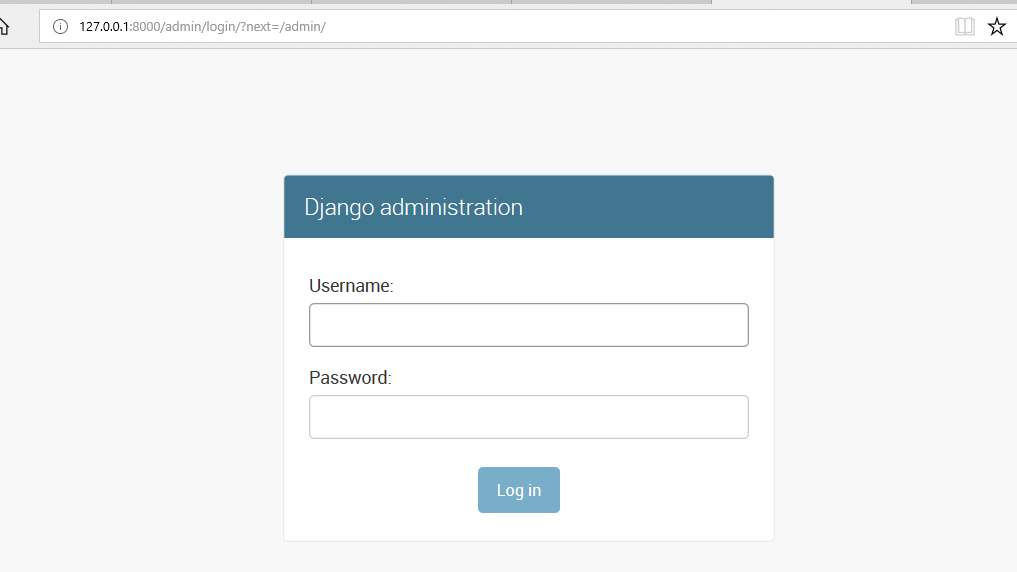 127.0.0.1:8000/admin/login/?next=/admin/
Django administration
Username:
Password:
Log in